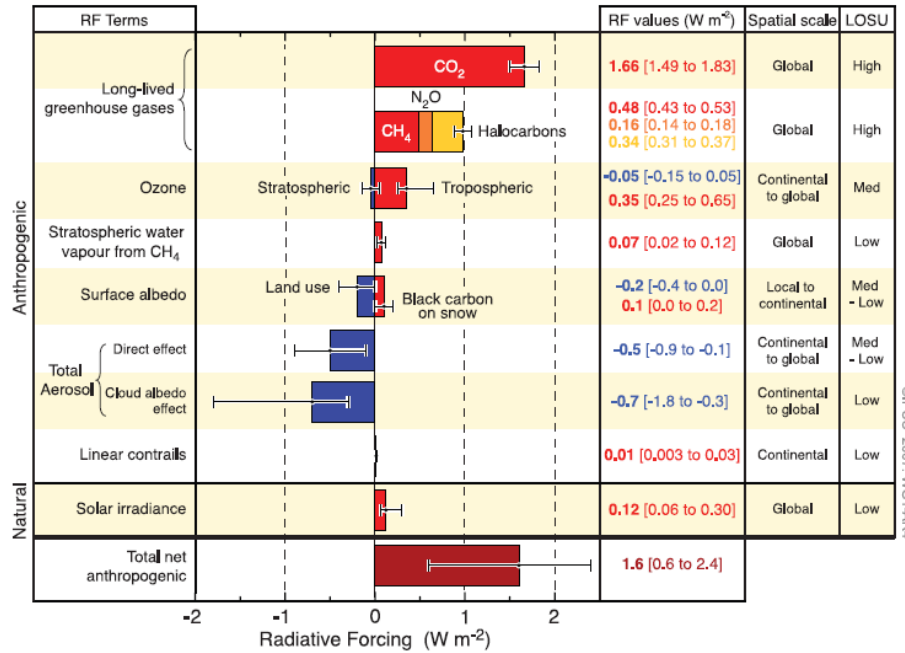 RF Terms
RF values (W m-2)
Spatial scale
LOSU
Anthropogenic
Natural
Long-lived
greenhouse gases
CO2
1.66 [1.49 to 1.83]
Global
High
N2O
CH4
Halocarbons
0.48 [0.43 to 0.53]
0.16 [0.14 to 0.18]
0.34 [0.31 to 0.37]
Global
High
Ozone
Stratospheric
Tropospheric
-0.05 [-0.15 to 0.05]
0.35 [0.25 to 0.65]
Continental
to global
Med
Stratospheric water
vapour from CH4
0.07 [0.02 to 0.12]
Global
Low
Surface albedo
Land use
Black carbon
on snow
-0.2 [-0.4 to 0.0]
0.1 [0.0 to 0.2]
Local to
continental
Med
- Low
Total
Aerosol
Direct effect
-0.5 [-0.9 to -0.1]
Continental
to global
Med
- Low
Cloud albedo
effect
-0.7 [-1.8 to -0.3]
Continental
to global
Low
Linear contrails
0.01 [0.003 to 0.03]
Continental
Low
Solar irradiance
0.12 [0.06 to 0.30]
Global
Low
Total net
anthropogenic
1.6 [0.6 to 2.4]
-2
-1
0
1
2
Radiative Forcing (W m-2)